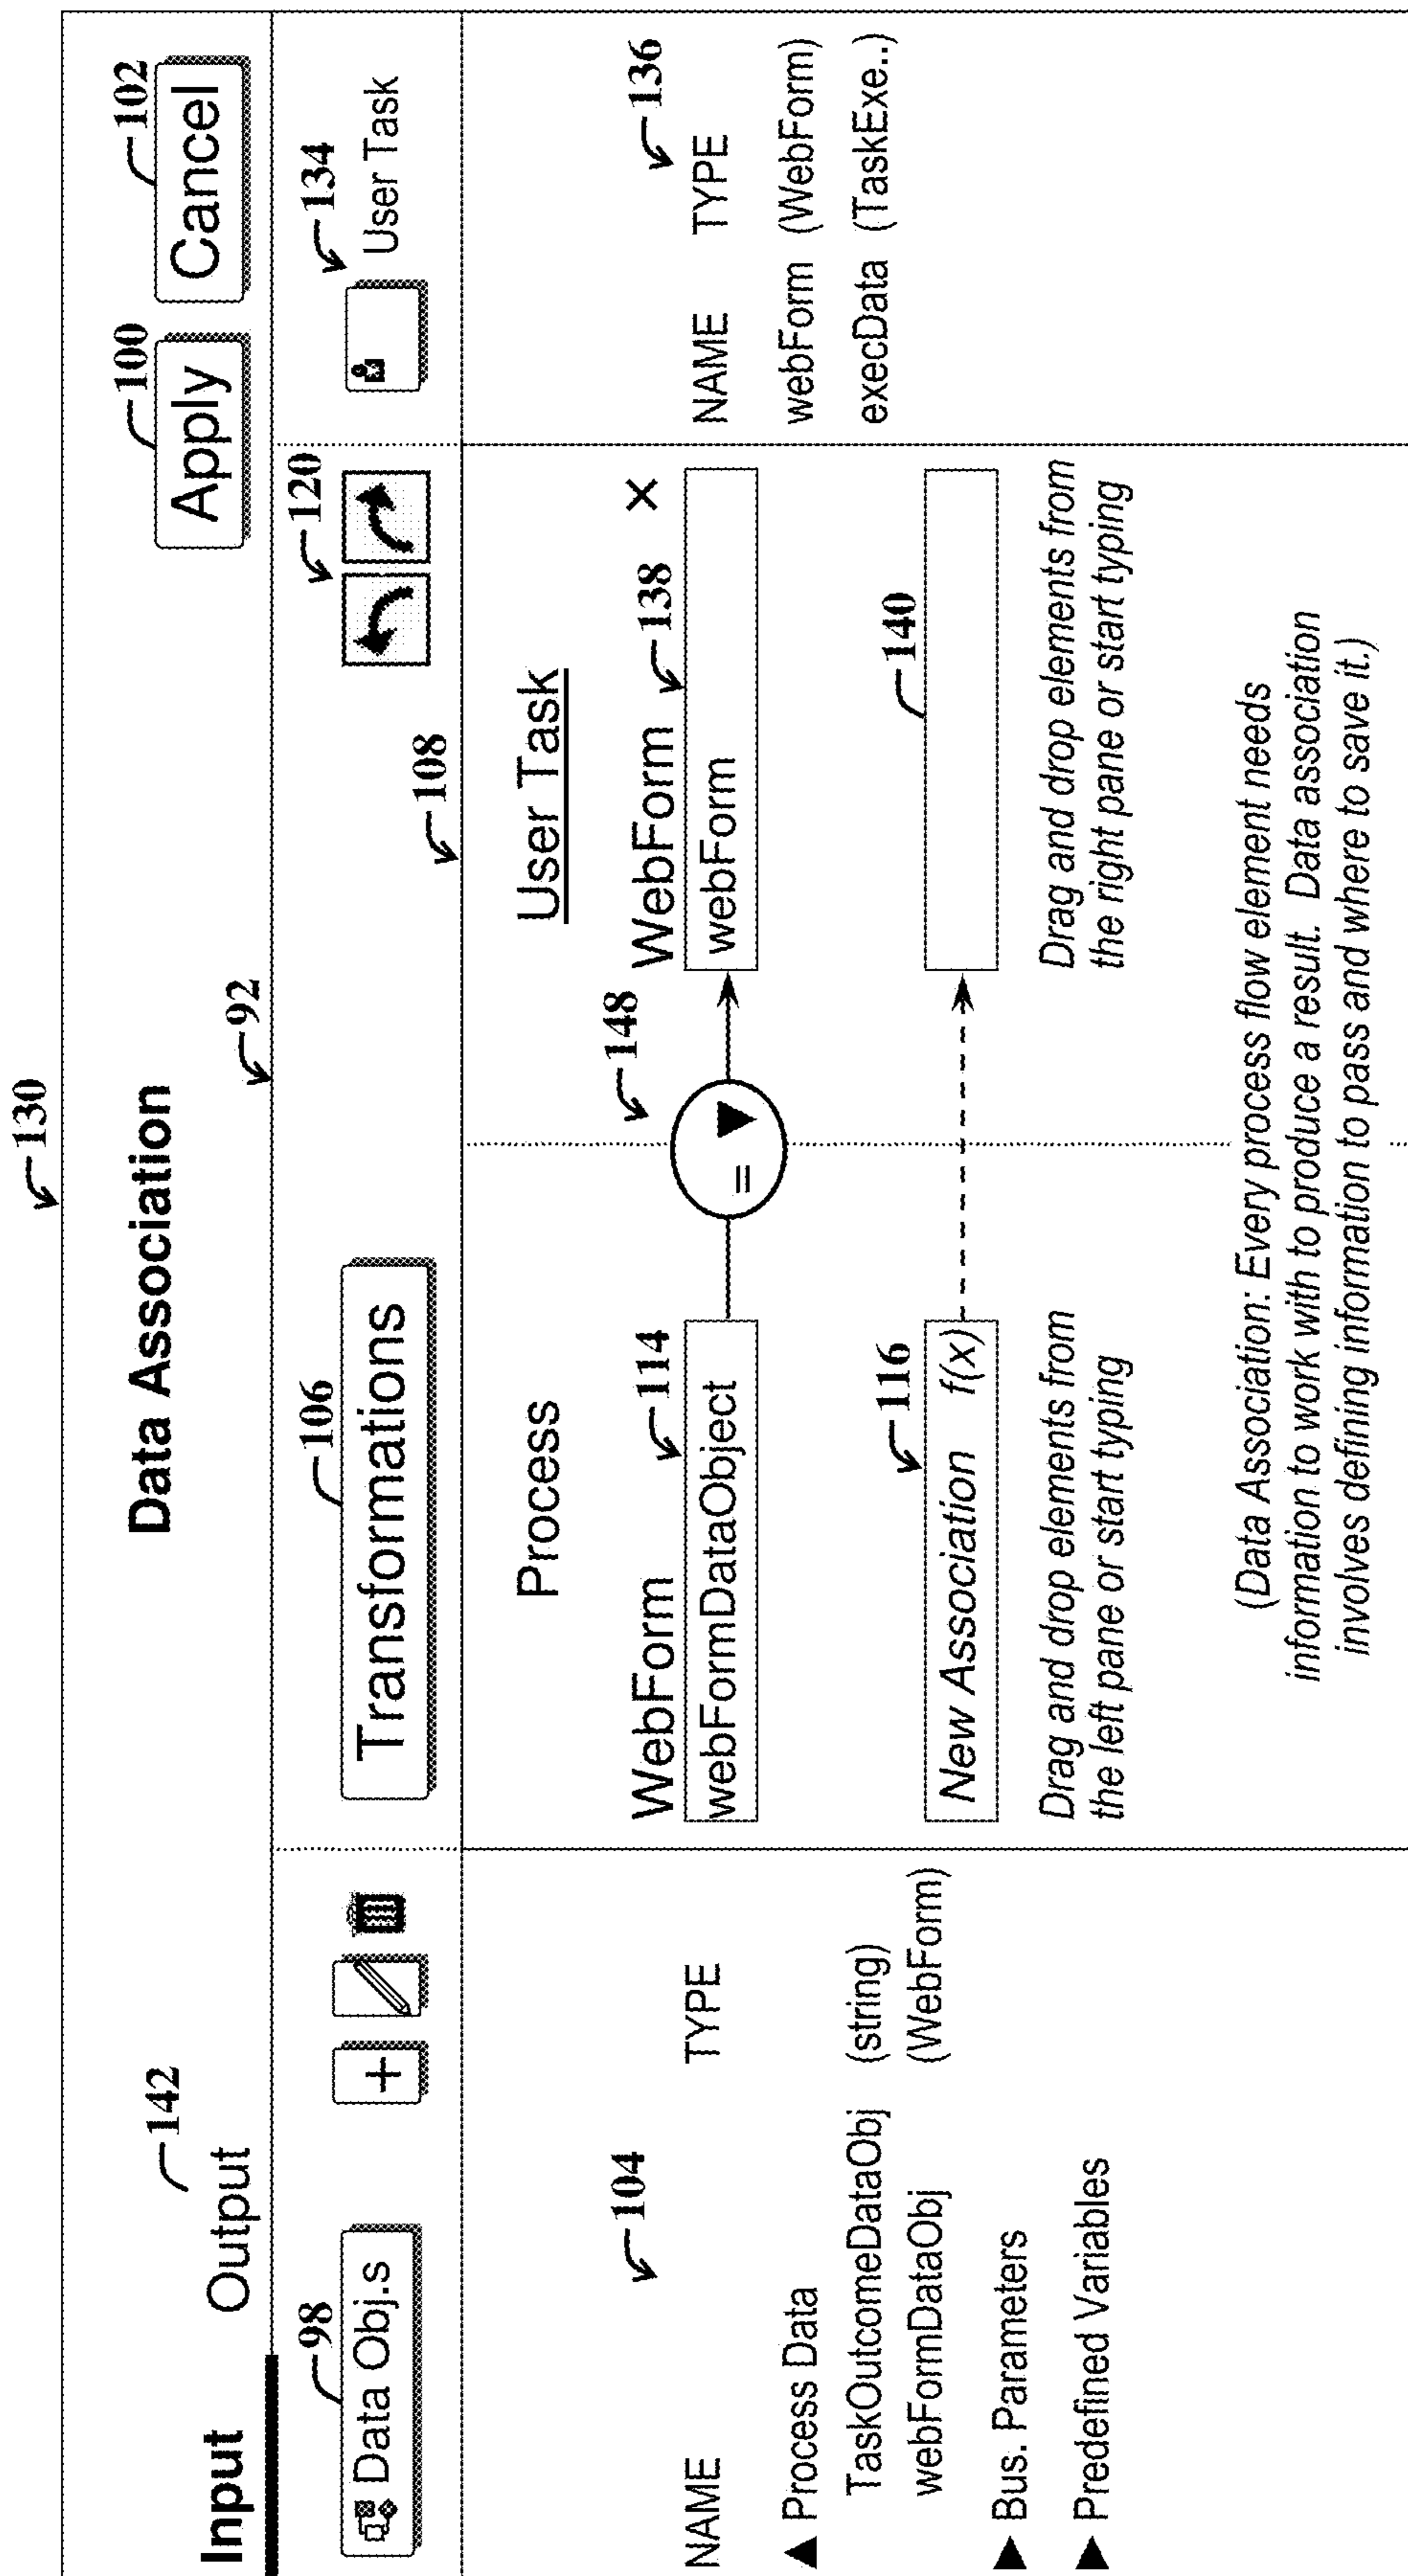 130
Data Association
142
Input Output
92
100
Apply
102
Cancel
98
Data Obj.s
+
106
Transformations
120
134
User Task
108
104
NAME TYPE
Process Data
TaskOutcomeDataObj (string)
webFormDataObj (WebForm)
Bus. Parameters
Predefined Variables
Process
WebForm 114
webFormDataObject
148
=
User Task
WebForm 138 ×
webForm
116
New Association f(x)
140
Drag and drop elements from
the left pane or start typing
Drag and drop elements from
the right pane or start typing
(Data Association: Every process flow element needs
information to work with to produce a result. Data association
involves defining information to pass and where to save it.)
136
NAME TYPE
webForm (WebForm)
execData (TaskExe..)